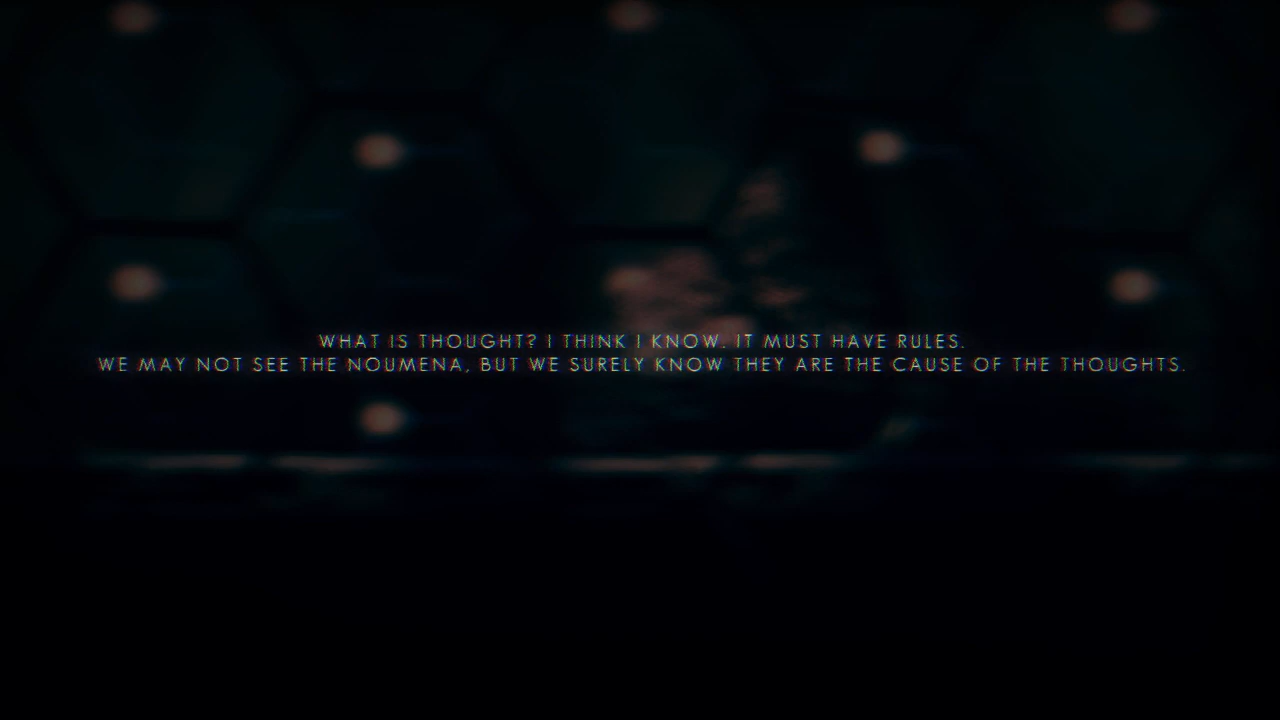 WHAT IS THOUGHT? I THINK I KNOW. IT MUST HAVE RULES.
WE MAY NOT SEE THE NOUMENA, BUT WE SURELY KNOW THEY ARE THE CAUSE OF THE THOUGHTS.